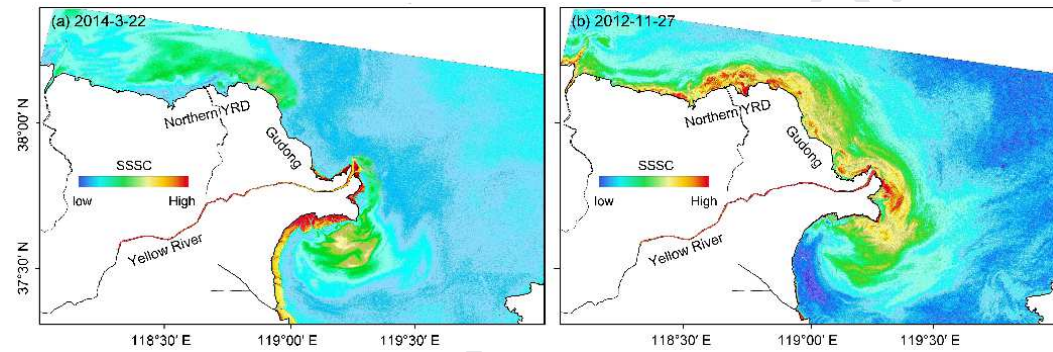 (a) 2014-3-22
(b) 2012-11-27
38°00' N
37°30' N
Northern YRD
Gudong
SSSC
low
High
Yellow River
Northern YRD
Gudong
SSSC
low
High
Yellow River
118°30' E
119°00' E
119°30' E
118°30' E
119°00' E
119°30' E